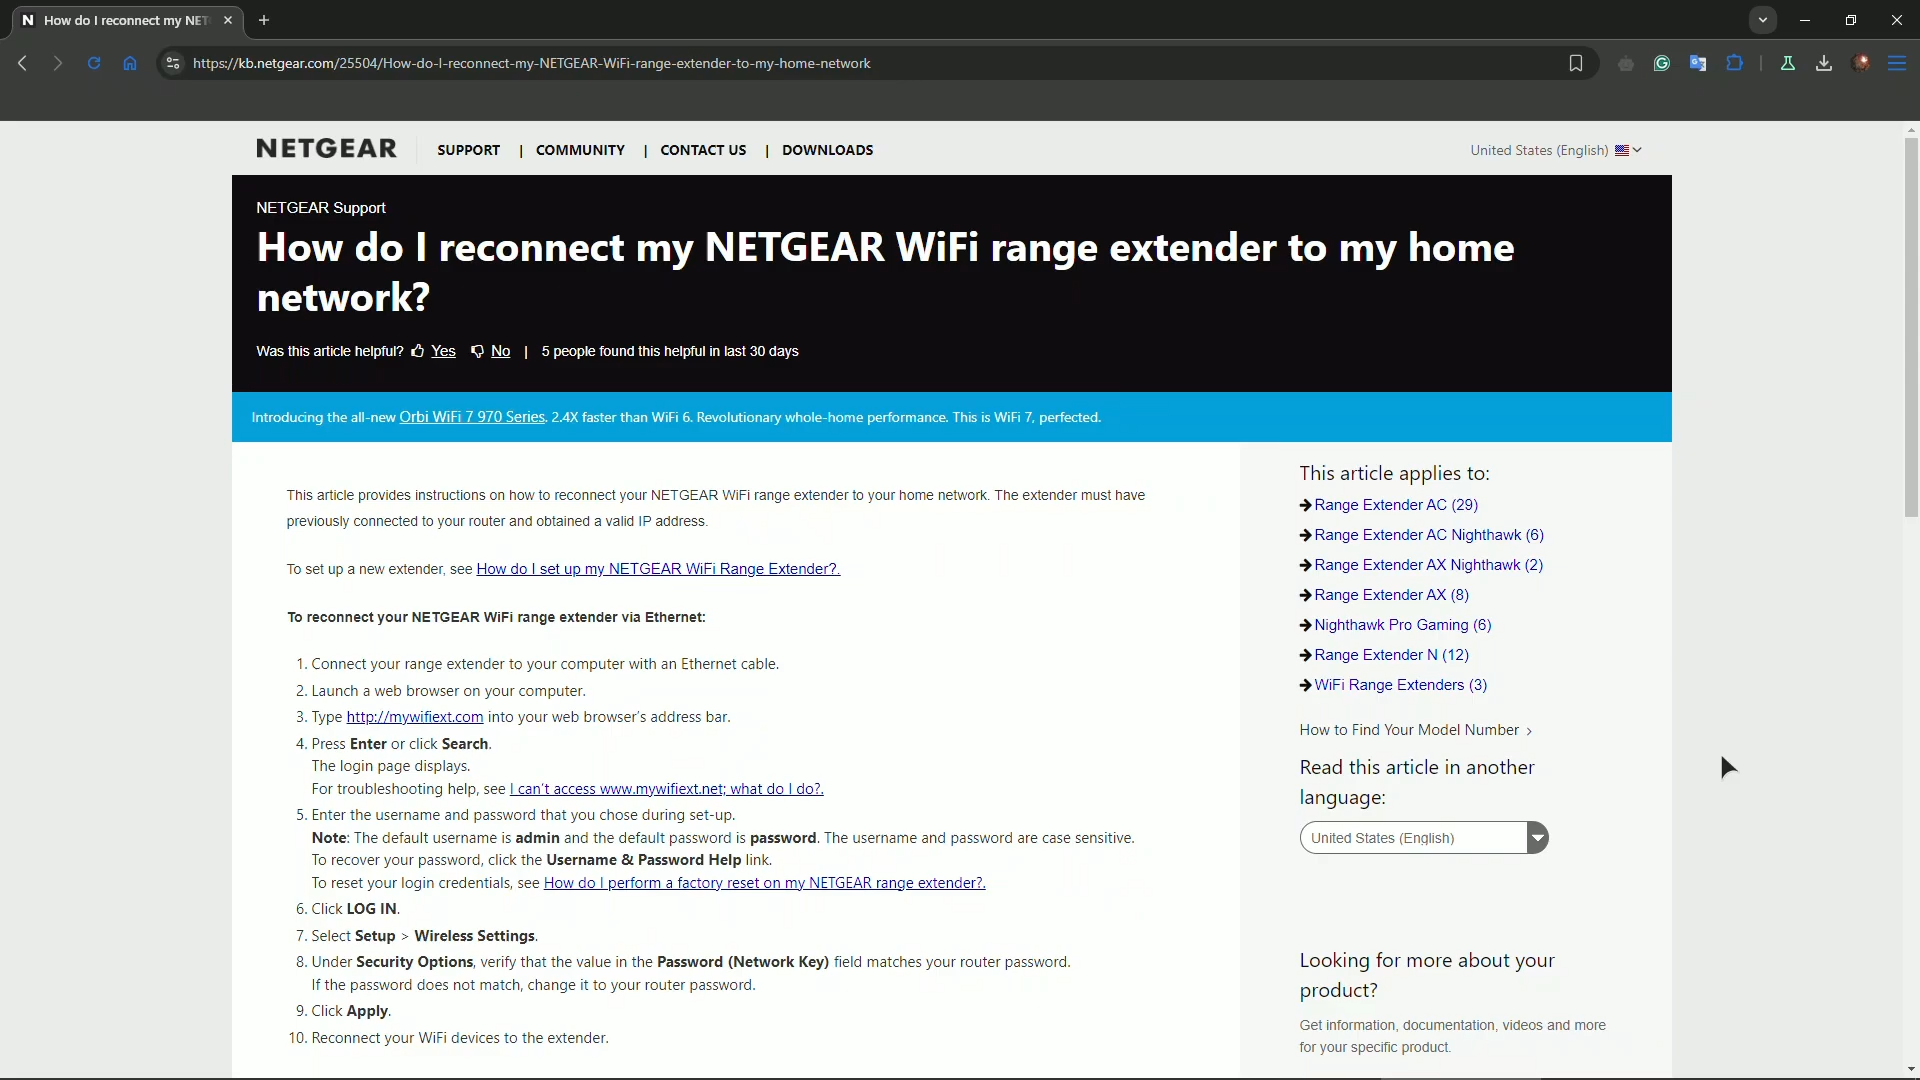 How do I reconnect my NET
https://kb.netgear.com/25504/How-do-I-reconnect-my-NETGEAR-WiFi-range-extender-to-my-home-network
NETGEAR
SUPPORT | COMMUNITY | CONTACT US | DOWNLOADS
United States (English)
NETGEAR Support
How do I reconnect my NETGEAR WiFi range extender to my home
network?
Was this article helpful? Yes No | 5 people found this helpful in last 30 days
Introducing the all-new Orbi WiFi 7 970 Series. 2.4X faster than WiFi 6. Revolutionary whole-home performance. This is WiFi 7, perfected.
This article provides instructions on how to reconnect your NETGEAR WiFi range extender to your home network. The extender must have
previously connected to your router and obtained a valid IP address.
To set up a new extender, see How do I set up my NETGEAR WiFi Range Extender?.
To reconnect your NETGEAR WiFi range extender via Ethernet:
1. Connect your range extender to your computer with an Ethernet cable.
2. Launch a web browser on your computer.
3. Type http://mywifiext.com into your web browser's address bar.
4. Press Enter or click Search.
The login page displays.
For troubleshooting help, see I can't access www.mywifiext.net; what do I do?.
5. Enter the username and password that you chose during set-up.
Note: The default username is admin and the default password is password. The username and password are case sensitive.
To recover your password, click the Username & Password Help link.
To reset your login credentials, see How do I perform a factory reset on my NETGEAR range extender?.
6. Click LOG IN.
7. Select Setup > Wireless Settings.
8. Under Security Options, verify that the value in the Password (Network Key) field matches your router password.
If the password does not match, change it to your router password.
9. Click Apply.
10. Reconnect your WiFi devices to the extender.
This article applies to:
Range Extender AC (29)
Range Extender AC Nighthawk (6)
Range Extender AX Nighthawk (2)
Range Extender AX (8)
Nighthawk Pro Gaming (6)
Range Extender N (12)
WiFi Range Extenders (3)
How to Find Your Model Number >
Read this article in another
language:
United States (English)
Looking for more about your
product?
Get information, documentation, videos and more
for your specific product.